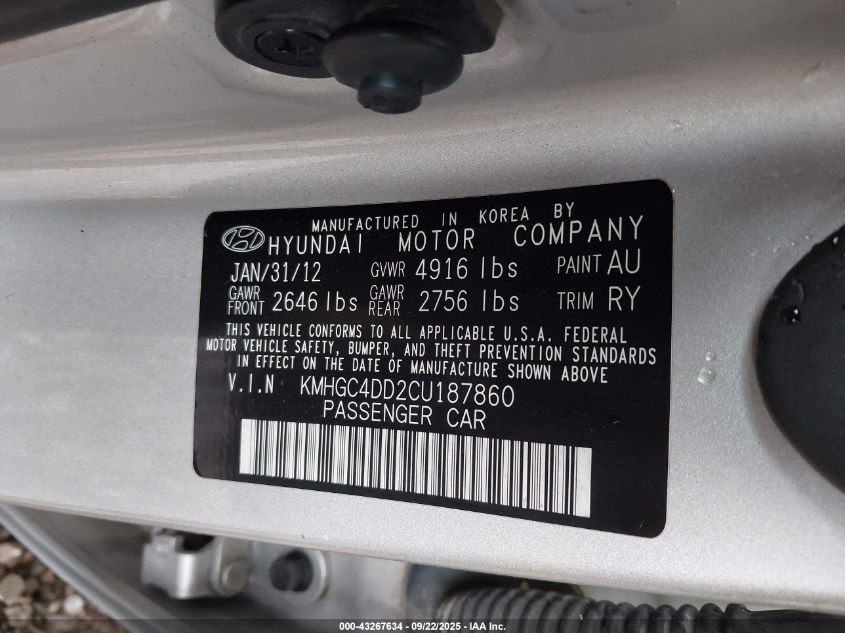 MANUFACTURED IN KOREA BY
HYUNDAI MOTOR COMPANY
JAN/31/12 GVWR 4916 lbs PAINT AU
GAWR FRONT 2646 lbs GAWR REAR 2756 lbs TRIM RY
THIS VEHICLE CONFORMS TO ALL APPLICABLE U.S.A. FEDERAL
MOTOR VEHICLE SAFETY, BUMPER, AND THEFT PREVENTION STANDARDS
IN EFFECT ON THE DATE OF MANUFACTURE SHOWN ABOVE
V.I.N KMHGC4DD2CU187860
PASSENGER CAR
000-43267634 - 09/22/2025 - IAA Inc.